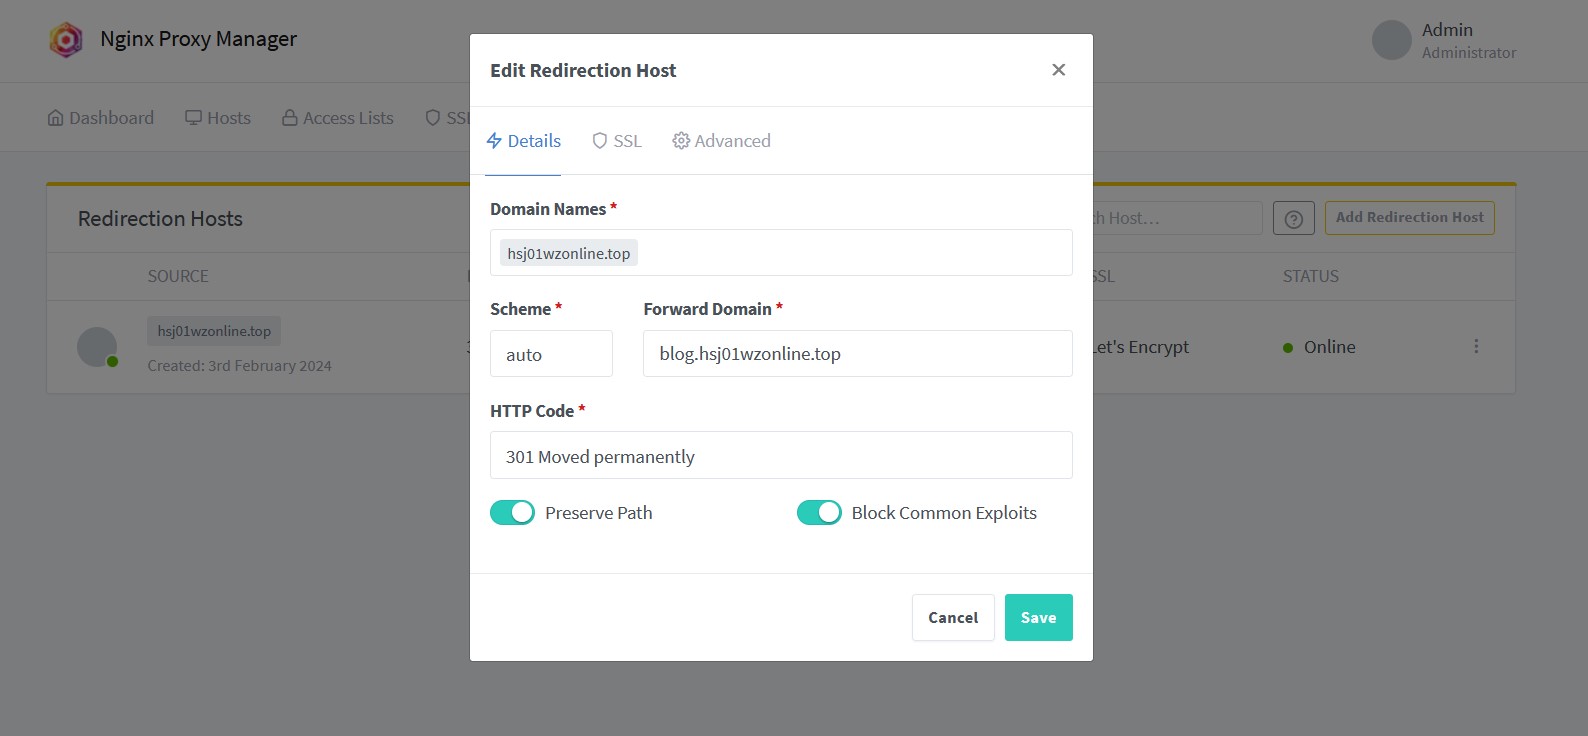 Nginx Proxy Manager
Admin
Administrator
Dashboard
Hosts
Access Lists
Edit Redirection Host
Details
SSL
Advanced
Domain Names *
hsj01wzonline.top
Scheme *
Forward Domain *
auto
blog.hsj01wzonline.top
HTTP Code *
301 Moved permanently
Preserve Path
Block Common Exploits
Cancel
Save
Redirection Hosts
Host…
Add Redirection Host
SOURCE
SSL
STATUS
hsj01wzonline.top
Created: 3rd February 2024
Let's Encrypt
Online